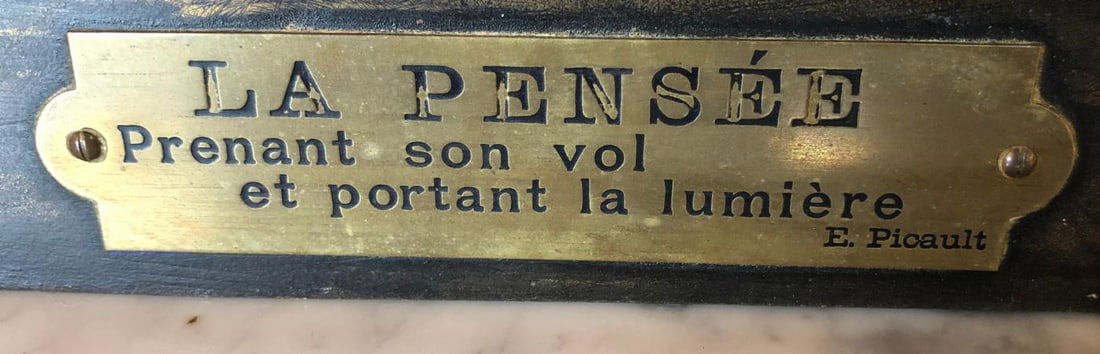 LA PENSÉE
Prenant son vol
et portant la lumière
E. Picault